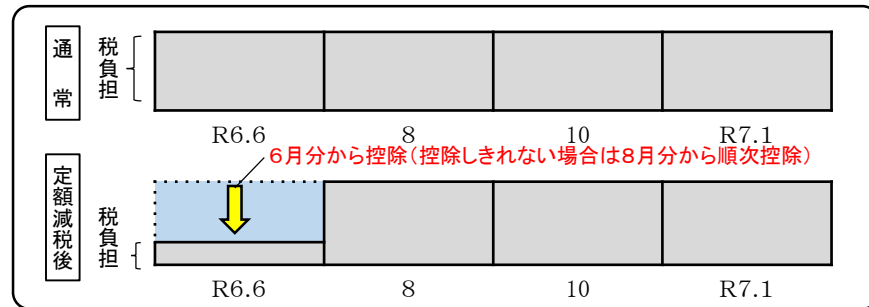 通常
税負担
R6.6 8 10 R7.1
6月分から控除(控除しきれない場合は8月分から順次控除)
定額減税後
税負担
R6.6 8 10 R7.1